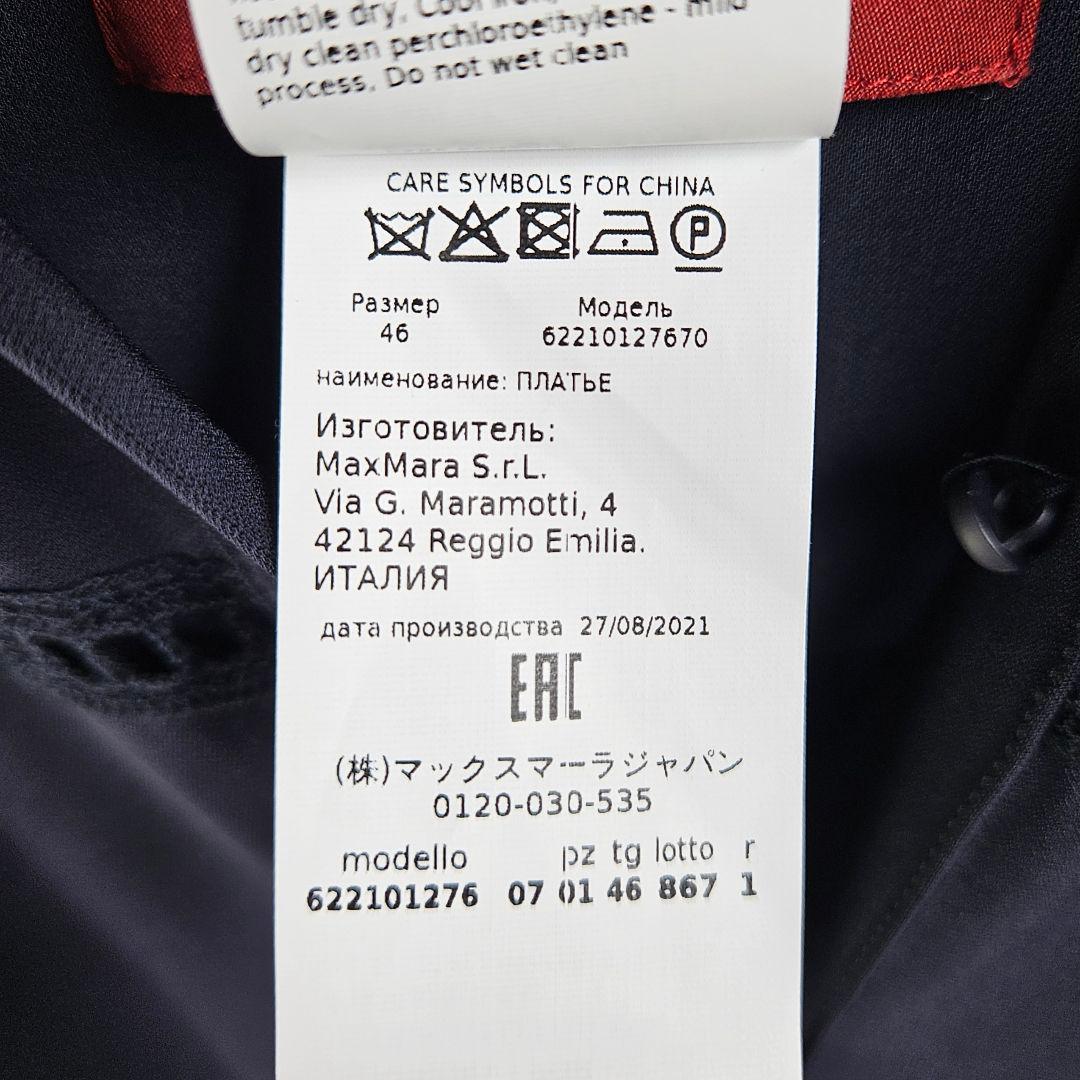 tumble dry. Cool iron,
dry clean perchloroethylene - mild
process. Do not wet clean
CARE SYMBOLS FOR CHINA
P
Размер Модель
46 62210127670
наименование: ПЛАТЬЕ
Изготовитель:
MaxMara S.r.L.
Via G. Maramotti, 4
42124 Reggio Emilia.
ИТАЛИЯ
дата производства 27/08/2021
EAC
(株)マックスマーラジャパン
0120-030-535
modello pz tg lotto r
622101276 07 01 46 867 1